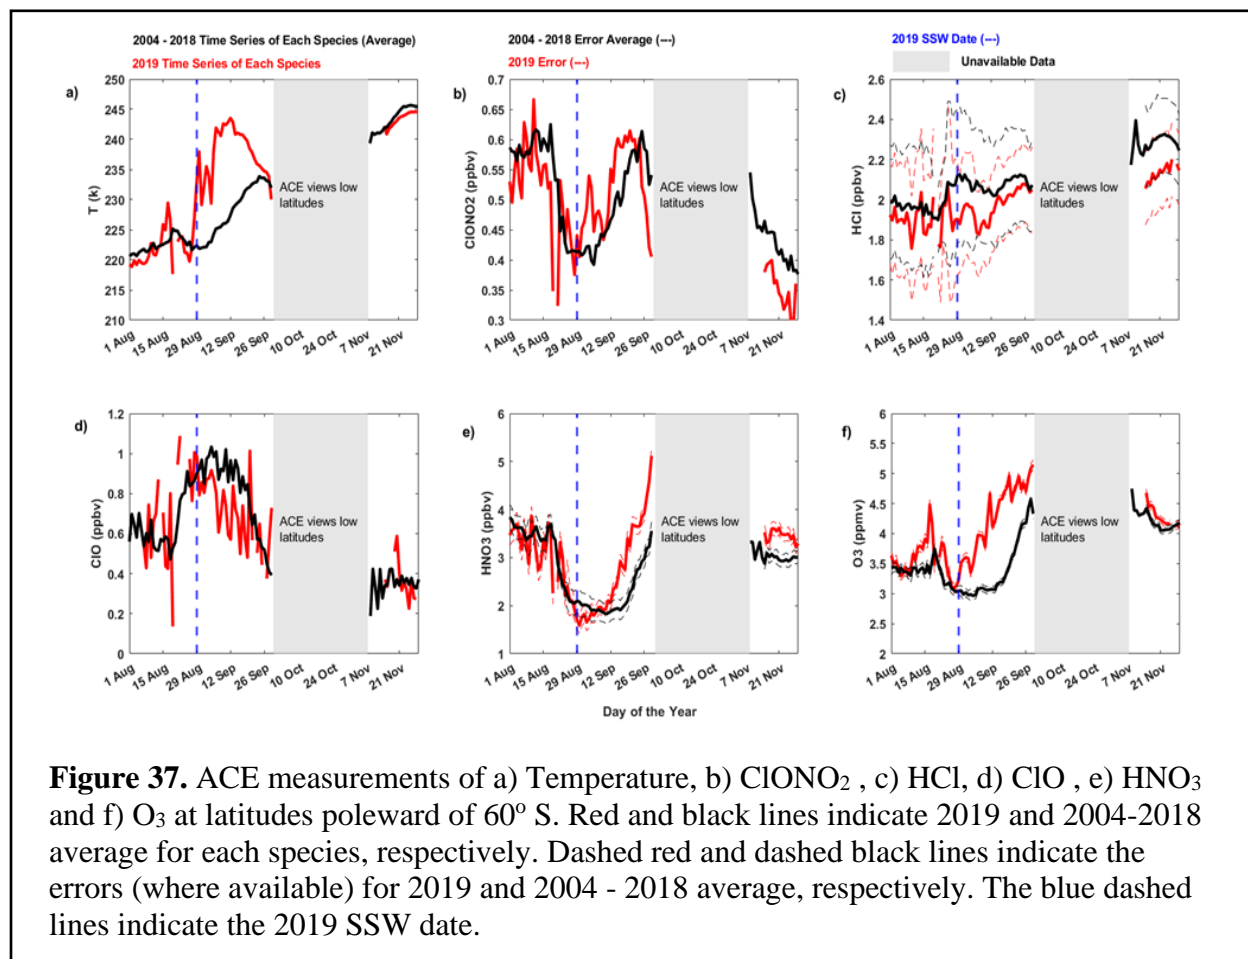 2004 - 2018 Time Series of Each Species (Average)
2019 Time Series of Each Species
2004 - 2018 Error Average (---)
2019 Error (---)
2019 SSW Date (---)
Unavailable Data
a)
T (k)
250
245
240
235
230
225
220
215
210
ACE views low
latitudes
1 Aug
15 Aug
29 Aug
12 Sep
26 Sep
10 Oct
24 Oct
7 Nov
21 Nov
b)
ClONO2 (ppbv)
0.7
0.6
0.5
0.4
0.3
ACE views low
latitudes
1 Aug
15 Aug
29 Aug
12 Sep
26 Sep
10 Oct
24 Oct
7 Nov
21 Nov
c)
HCl (ppbv)
2.6
2.4
2.2
2
1.8
1.6
1.4
ACE views low
latitudes
1 Aug
15 Aug
29 Aug
12 Sep
26 Sep
10 Oct
24 Oct
7 Nov
21 Nov
d)
ClO (ppbv)
1.2
1
0.8
0.6
0.4
0.2
0
ACE views low
latitudes
1 Aug
15 Aug
29 Aug
12 Sep
26 Sep
10 Oct
24 Oct
7 Nov
21 Nov
e)
HNO3 (ppbv)
6
5
4
3
2
1
ACE views low
latitudes
1 Aug
15 Aug
29 Aug
12 Sep
26 Sep
10 Oct
24 Oct
7 Nov
21 Nov
f)
O3 (ppmv)
6
5.5
5
4.5
4
3.5
3
2.5
2
ACE views low
latitudes
1 Aug
15 Aug
29 Aug
12 Sep
26 Sep
10 Oct
24 Oct
7 Nov
21 Nov
Day of the Year
Figure 37. ACE measurements of a) Temperature, b) ClONO₂ , c) HCl, d) ClO , e) HNO₃
and f) O₃ at latitudes poleward of 60º S. Red and black lines indicate 2019 and 2004-2018
average for each species, respectively. Dashed red and dashed black lines indicate the
errors (where available) for 2019 and 2004 - 2018 average, respectively. The blue dashed
lines indicate the 2019 SSW date.